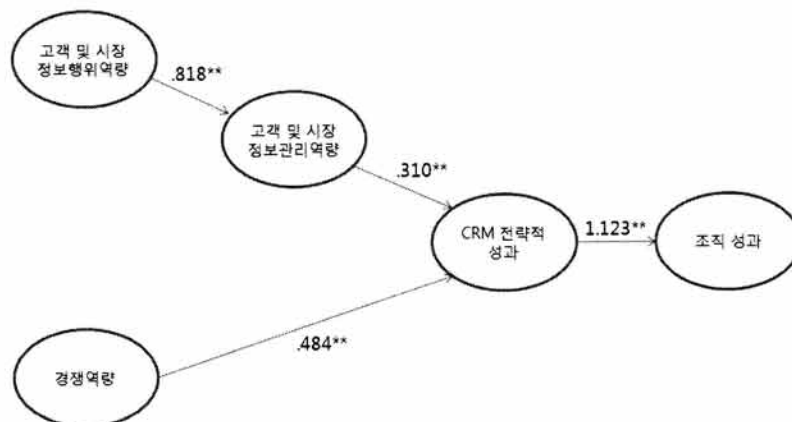 고객 및 시장
정보행위역량
.818**
고객 및 시장
정보관리역량
.310**
CRM 전략적
성과
1.123**
조직 성과
.484**
경쟁역량